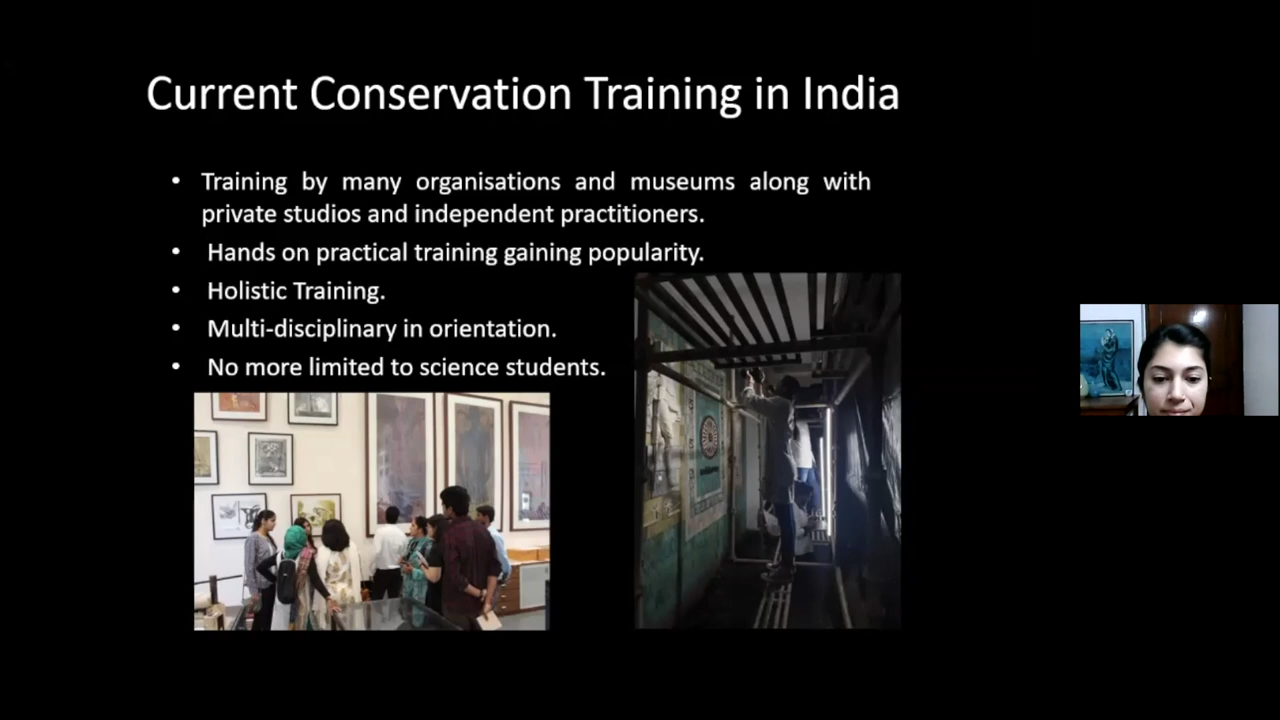 Current Conservation Training in India
• Training by many organisations and museums along with
private studios and independent practitioners.
• Hands on practical training gaining popularity.
• Holistic Training.
• Multi-disciplinary in orientation.
• No more limited to science students.